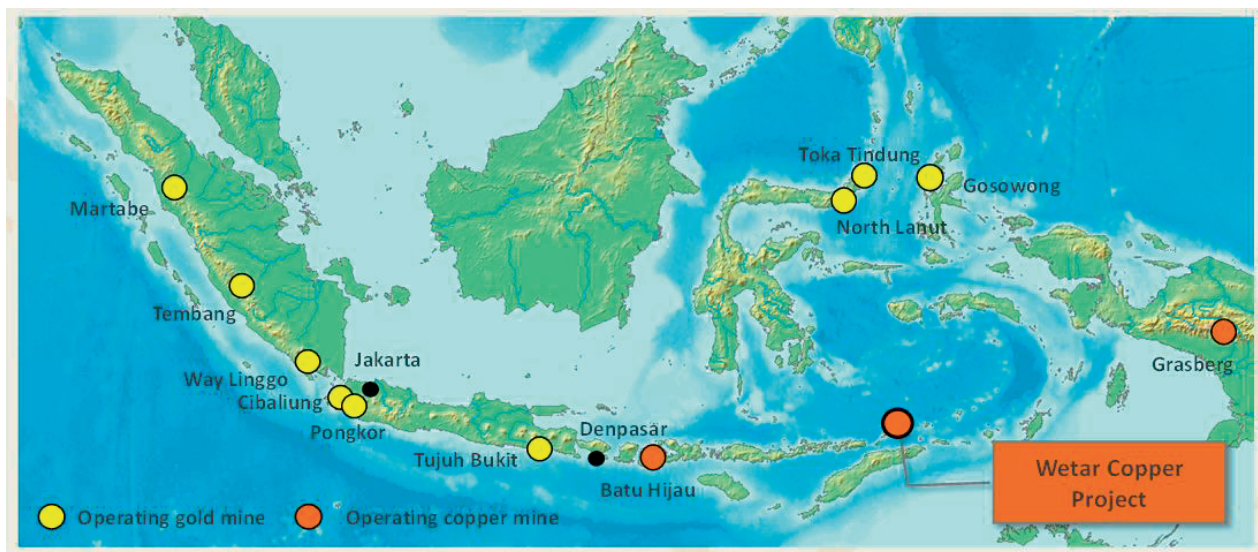 Toka Tindung
Gosowong
Martabe
North Lanut
Tembang
Grasberg
Jakarta
Way Linggo
Cibaliung
Pongkor
Denpasar
Tujuh Bukit
Batu Hijau
Wetar Copper
Project
Operating gold mine
Operating copper mine